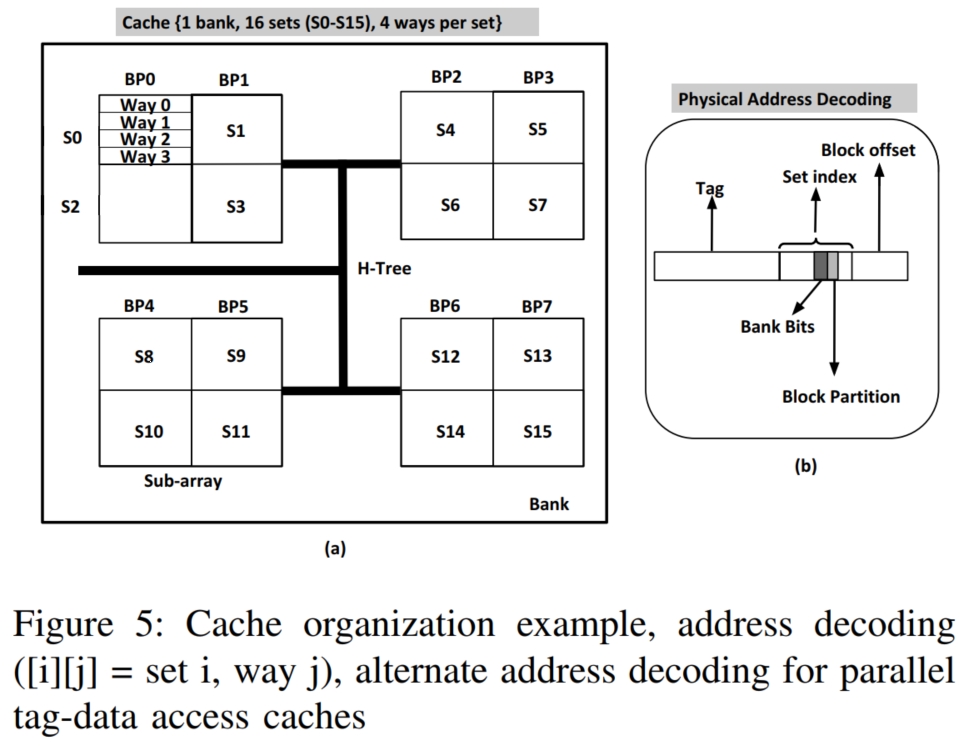 Cache {1 bank, 16 sets (S0-S15), 4 ways per set}
BP0 BP1
BP2 BP3
Way 0
Way 1
Way 2
Way 3
S0
S1
S2
S3
S4 S5
S6 S7
H-Tree
BP4 BP5
BP6 BP7
S8 S9
S10 S11
S12 S13
S14 S15
Sub-array
Bank
(a)
Physical Address Decoding
Block offset
Set index
Tag
Bank Bits
Block Partition
(b)
Figure 5: Cache organization example, address decoding
([i][j] = set i, way j), alternate address decoding for parallel
tag-data access caches